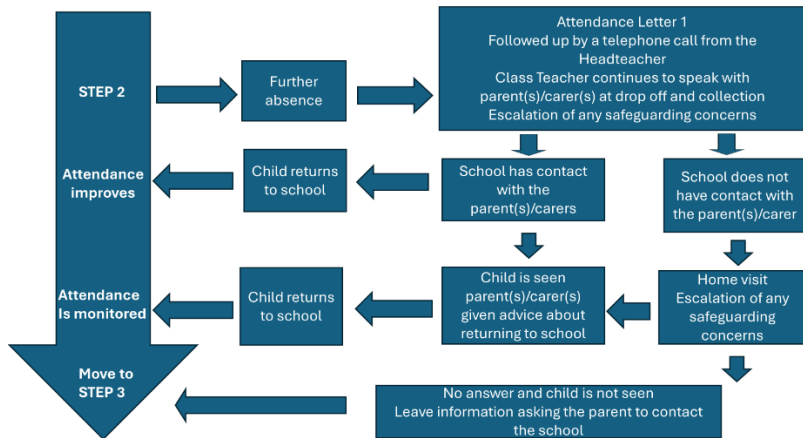 Attendance Letter 1
Followed up by a telephone call from the
Headteacher
Class Teacher continues to speak with
parent(s)/carer(s) at drop off and collection
Escalation of any safeguarding concerns
STEP 2
Further
absence
Attendance
improves
Child returns
to school
School has contact
with the
parent(s)/carers
School does not
have contact with
the parent(s)/carer
Attendance
Is monitored
Child returns
to school
Child is seen
parent(s)/carer(s)
given advice about
returning to school
Home visit
Escalation of any
safeguarding
concerns
Move to
STEP 3
No answer and child is not seen
Leave information asking the parent to contact
the school